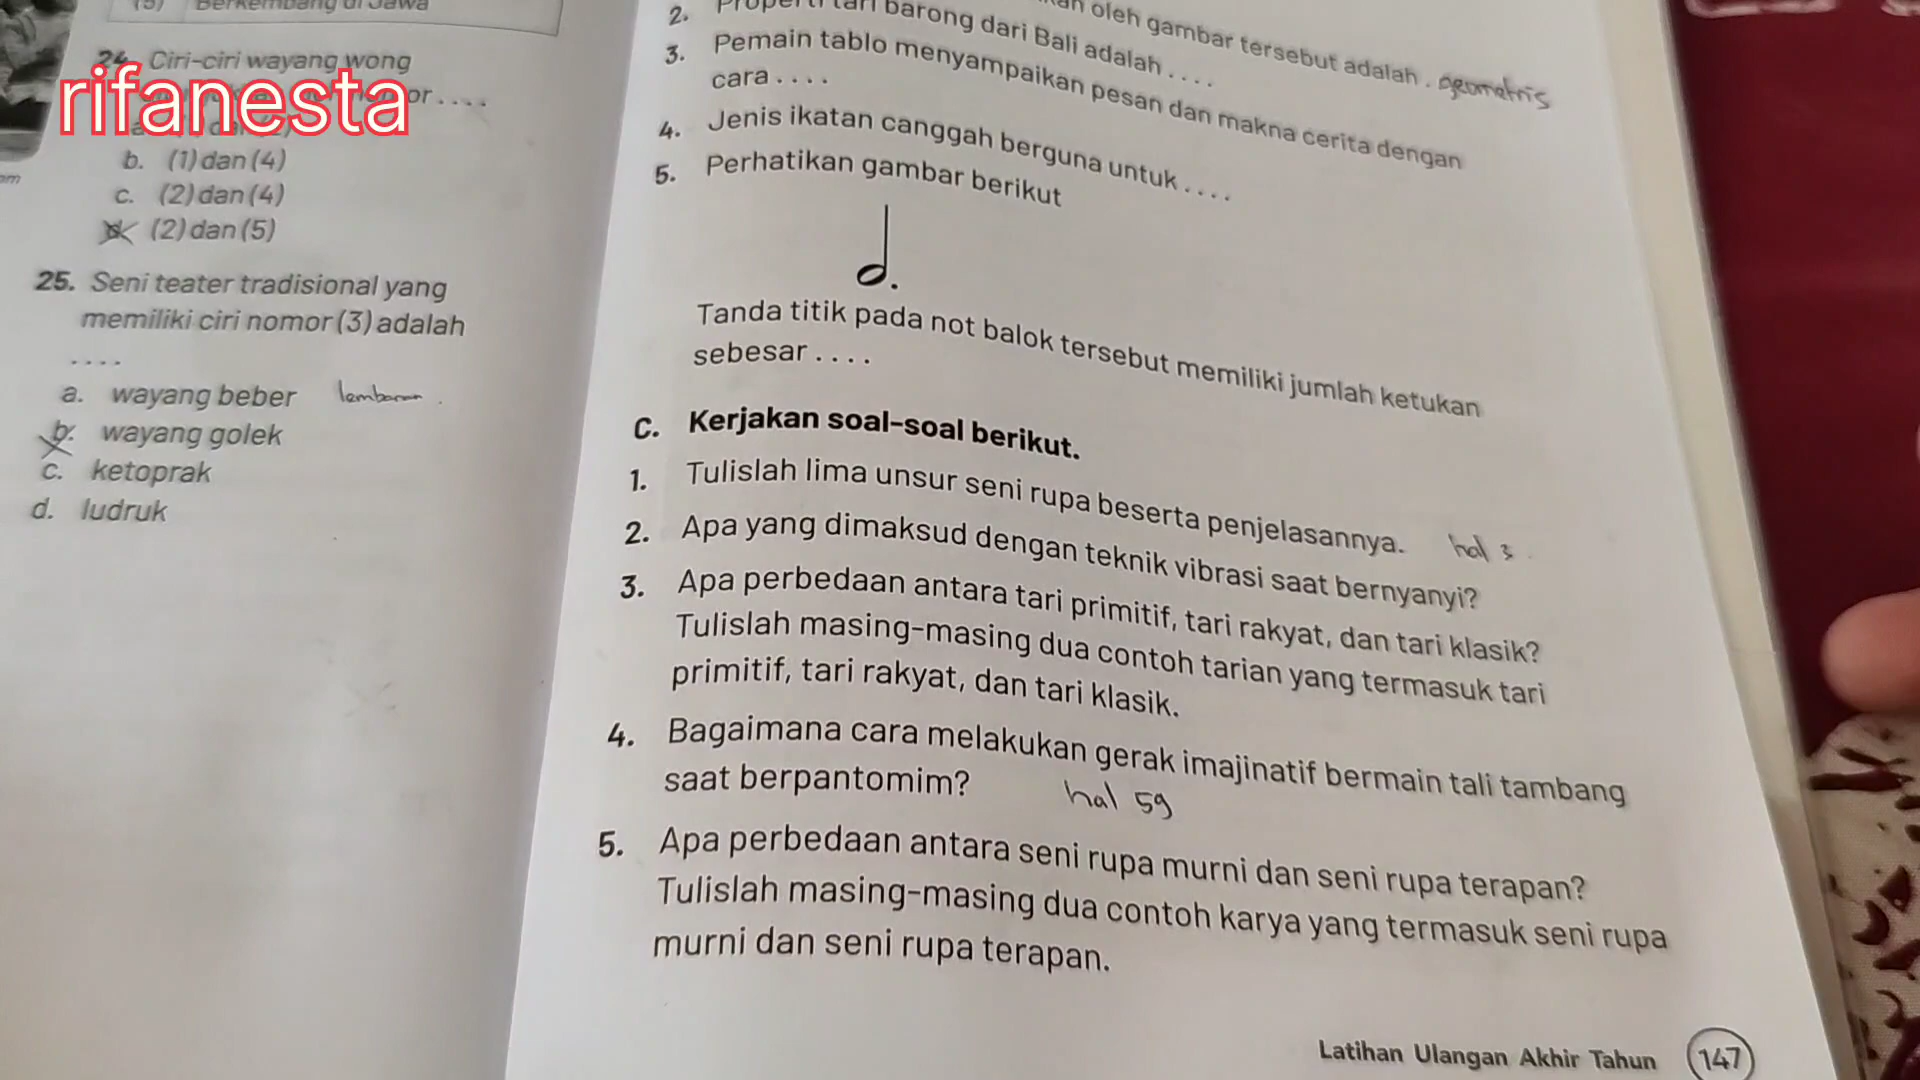 (5) Berkembang di Jawa
24. Ciri-ciri wayang wong
rifanesta
b. (1) dan (4)
c. (2) dan (4)
(2) dan (5)
25. Seni teater tradisional yang
memiliki ciri nomor (3) adalah
....
a. wayang beber lembaran.
b. wayang golek
c. ketoprak
d. ludruk
oleh gambar tersebut adalah . geometris
2. Properti tari barong dari Bali adalah ....
3. Pemain tablo menyampaikan pesan dan makna cerita dengan
cara ....
4. Jenis ikatan canggah berguna untuk ....
5. Perhatikan gambar berikut
Tanda titik pada not balok tersebut memiliki jumlah ketukan
sebesar ....
C. Kerjakan soal-soal berikut.
1. Tulislah lima unsur seni rupa beserta penjelasannya. hal 3
2. Apa yang dimaksud dengan teknik vibrasi saat bernyanyi?
3. Apa perbedaan antara tari primitif, tari rakyat, dan tari klasik?
Tulislah masing-masing dua contoh tarian yang termasuk tari
primitif, tari rakyat, dan tari klasik.
4. Bagaimana cara melakukan gerak imajinatif bermain tali tambang
saat berpantomim? hal 59
5. Apa perbedaan antara seni rupa murni dan seni rupa terapan?
Tulislah masing-masing dua contoh karya yang termasuk seni rupa
murni dan seni rupa terapan.
Latihan Ulangan Akhir Tahun 147